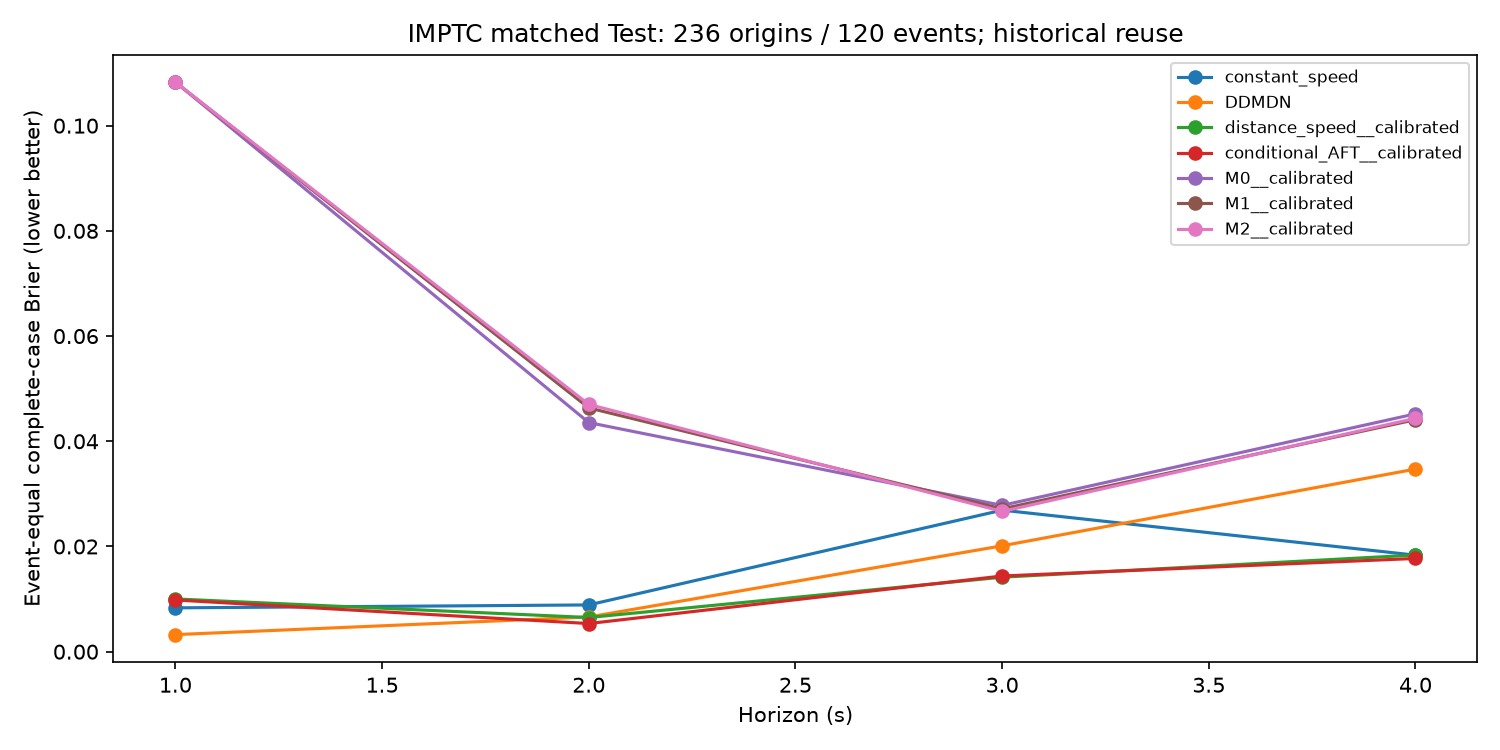 IMPTC matched Test: 236 origins / 120 events; historical reuse
constant_speed
DDMDN
distance_speed__calibrated
conditional_AFT__calibrated
M0__calibrated
M1__calibrated
M2__calibrated
Event-equal complete-case Brier (lower better)
0.10
0.08
0.06
0.04
0.02
0.00
1.0 1.5 2.0 2.5 3.0 3.5 4.0
Horizon (s)